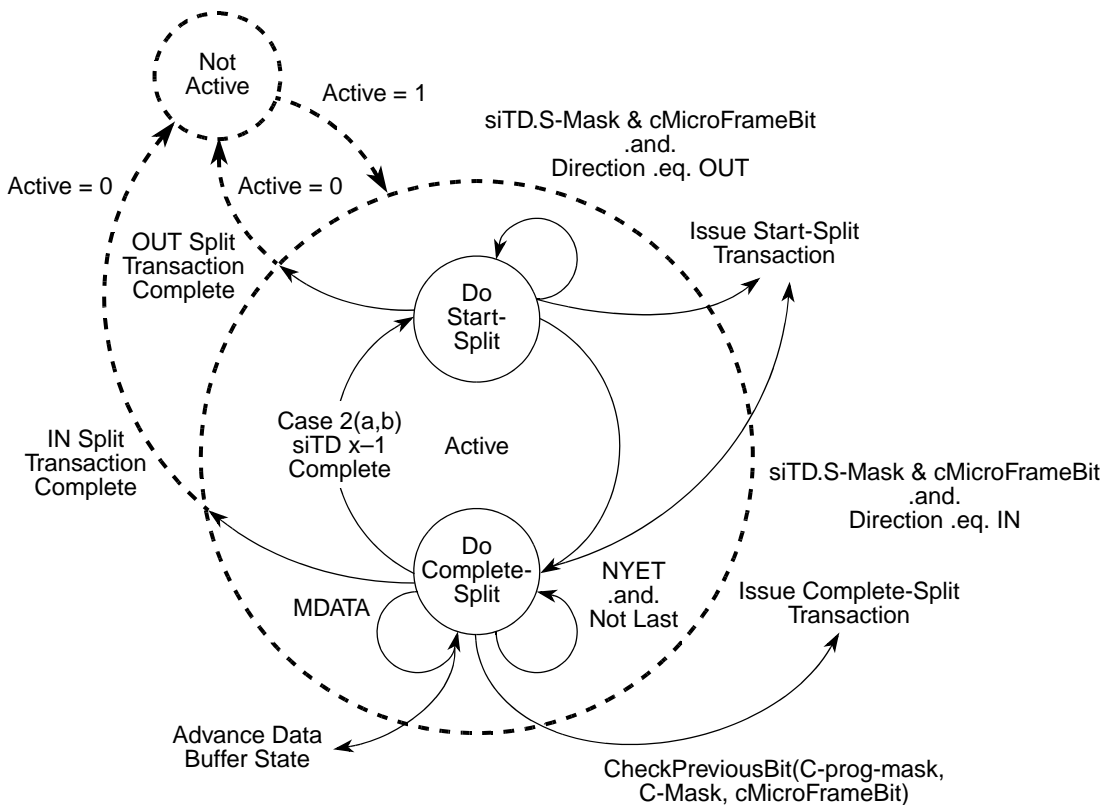 Not
Active
Active = 1
siTD.S-Mask & cMicroFrameBit
.and.
Direction .eq. OUT
Active = 0
Active = 0
OUT Split
Transaction
Complete
Issue Start-Split
Transaction
Do
Start-
Split
Case 2(a,b)
siTD x–1
Complete
Active
IN Split
Transaction
Complete
siTD.S-Mask & cMicroFrameBit
.and.
Direction .eq. IN
Do
Complete-
Split
MDATA
NYET
.and.
Not Last
Issue Complete-Split
Transaction
Advance Data
Buffer State
CheckPreviousBit(C-prog-mask,
C-Mask, cMicroFrameBit)